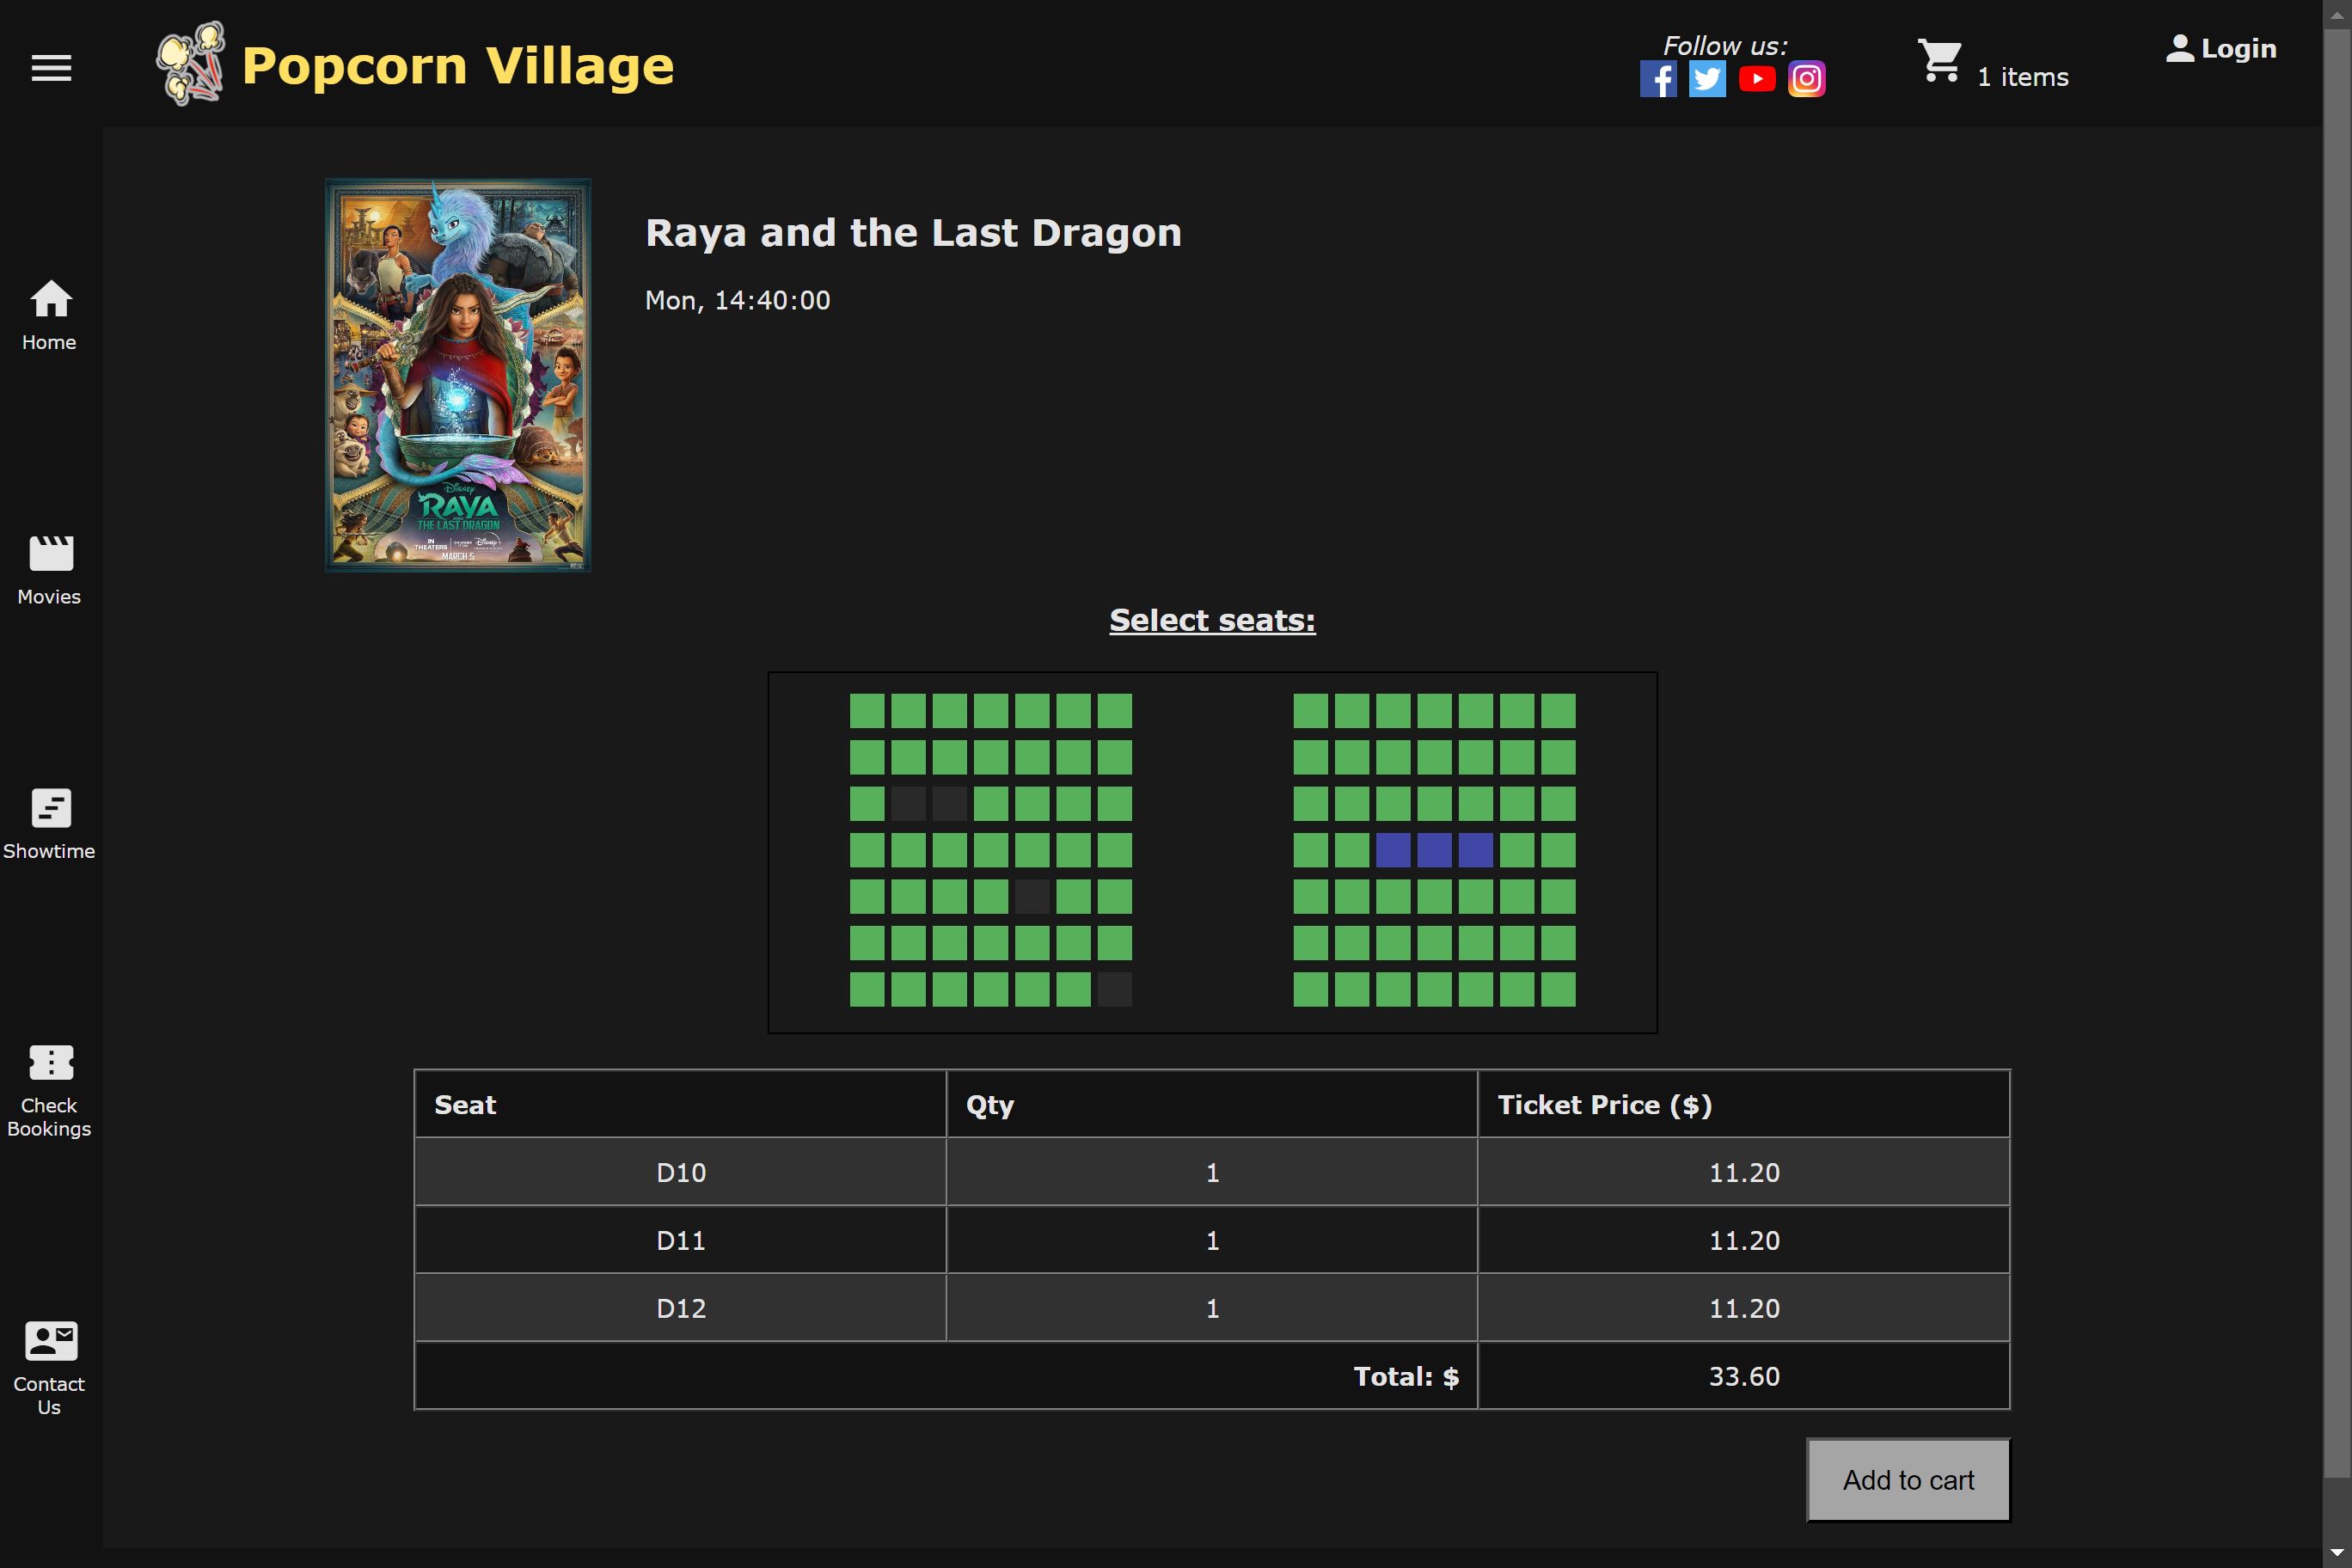 Popcorn Village
Follow us:
1 items
Login
Home
Movies
Showtime
Check
Bookings
Contact
Us
Disney
RAYA
THE LAST DRAGON
IN
THEATERS
MARCH 5
Raya and the Last Dragon
Mon, 14:40:00
Select seats:
Seat Qty Ticket Price ($)
D10 1 11.20
D11 1 11.20
D12 1 11.20
Total: $ 33.60
Add to cart